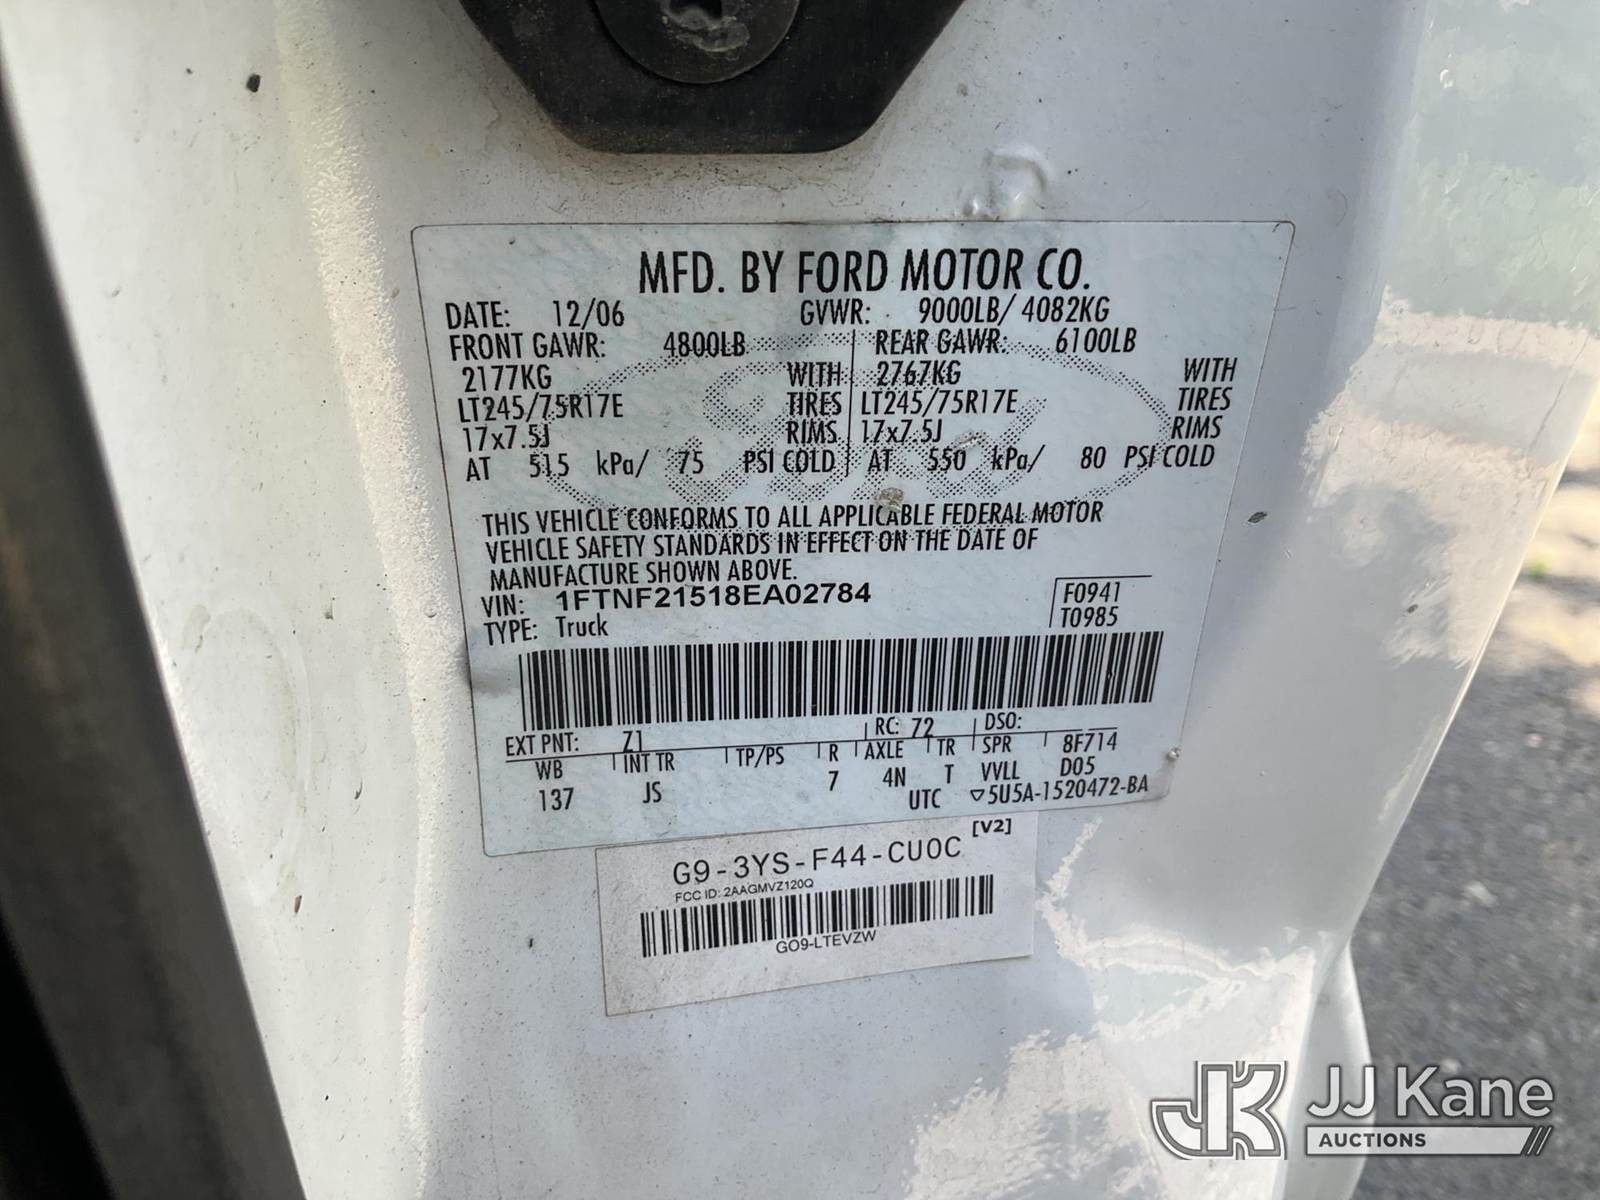 MFD. BY FORD MOTOR CO.
DATE: 12/06 GVWR: 9000LB/ 4082KG
FRONT GAWR: 4800LB REAR GAWR: 6100LB
2177KG WITH 2767KG WITH
LT245/75R17E TIRES LT245/75R17E TIRES
17x7.5J RIMS 17x7.5J RIMS
AT 515 kPa/ 75 PSI COLD AT 550 kPa/ 80 PSI COLD
THIS VEHICLE CONFORMS TO ALL APPLICABLE FEDERAL MOTOR
VEHICLE SAFETY STANDARDS IN EFFECT ON THE DATE OF
MANUFACTURE SHOWN ABOVE.
VIN: 1FTNF21518EA02784 F0941
TYPE: Truck T0985
EXT PNT: Z1 RC: 72 DSO:
WB INT TR TP/PS R AXLE TR SPR 8F714
137 JS 7 4N T VVLL D05
UTC ▽5U5A-1520472-BA
G9-3YS-F44-CU0C [V2]
FCC ID: 2AAGMVZ120Q
GO9-LTEVZW
JK JJ Kane
AUCTIONS